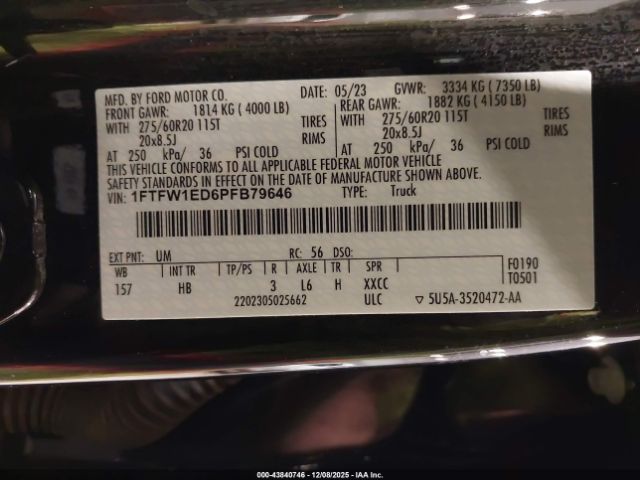 MFD. BY FORD MOTOR CO.
DATE: 05/23 GVWR: 3334 KG ( 7350 LB)
FRONT GAWR: 1814 KG ( 4000 LB)
REAR GAWR: 1882 KG ( 4150 LB)
WITH 275/60R20 115T TIRES
WITH 275/60R20 115T TIRES
20x8.5J RIMS
20x8.5J RIMS
AT 250 kPa/ 36 PSI COLD
AT 250 kPa/ 36 PSI COLD
THIS VEHICLE CONFORMS TO ALL APPLICABLE FEDERAL MOTOR VEHICLE
SAFETY STANDARDS IN EFFECT ON THE DATE OF MANUFACTURE SHOWN ABOVE.
VIN: 1FTFW1ED6PFB79646 TYPE: Truck
EXT PNT: UM RC: 56 DSO:
WB INT TR TP/PS R AXLE TR SPR
157 HB 3 L6 H XXCC
F0190
T0501
2202305025662 ULC ▽ 5U5A-3520472-AA
000-43840746 - 12/08/2025 - IAA Inc.